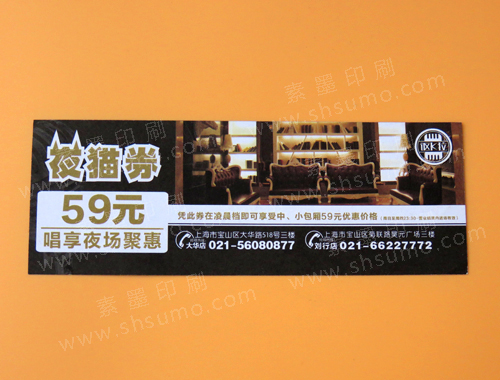 夜猫券
59元
唱享夜场聚惠
凭此券在凌晨档即可享受中、小包厢59元优惠价格
上海市宝山区大华路518号三楼
大华店 021-56080877
上海市宝山区菊联路昊元广场三楼
刘行店 021-66227772
素墨印刷
www.shsumo.com